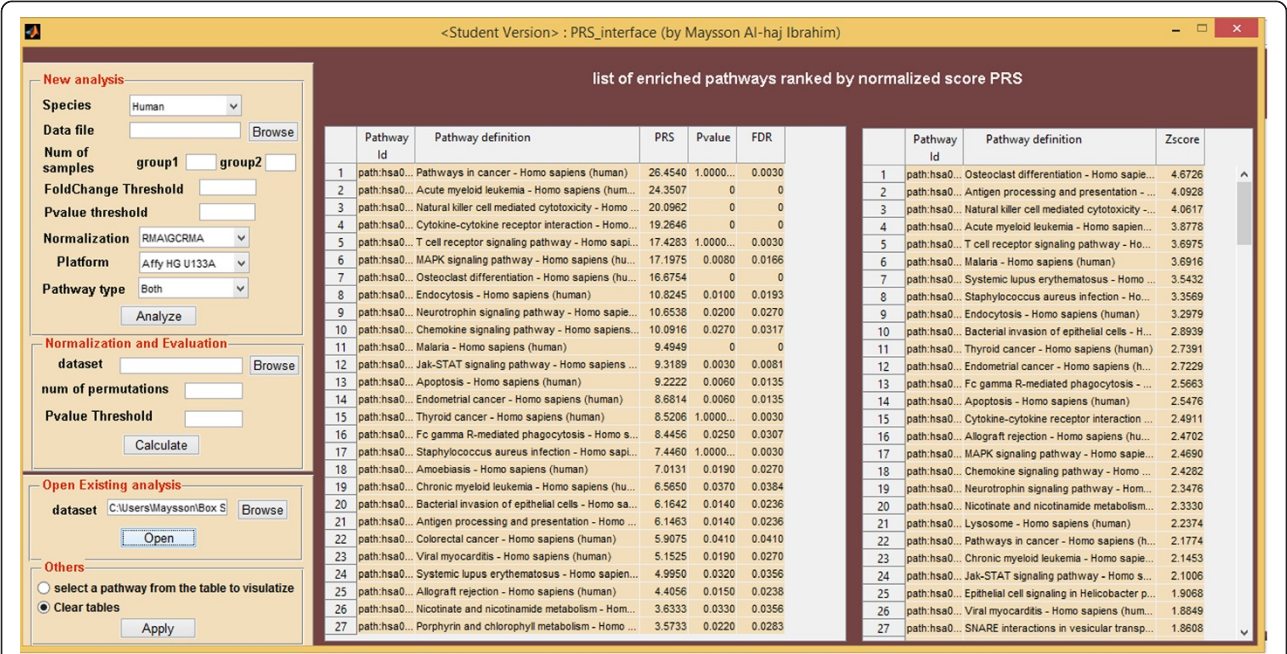 <Student Version> : PRS_interface (by Maysson Al-haj Ibrahim)
New analysis
Species Human
Data file Browse
Num of samples group1 group2
FoldChange Threshold
Pvalue threshold
Normalization RMA\GCRMA
Platform Affy HG U133A
Pathway type Both
Analyze
Normalization and Evaluation
dataset Browse
num of permutations
Pvalue Threshold
Calculate
Open Existing analysis
dataset C:\Users\Maysson\Box S Browse
Open
Others
select a pathway from the table to visulatize
Clear tables
Apply
list of enriched pathways ranked by normalized score PRS
Pathway Id Pathway definition PRS Pvalue FDR
1 path:hsa0... Pathways in cancer - Homo sapiens (human) 26.4540 1.0000... 0.0030
2 path:hsa0... Acute myeloid leukemia - Homo sapiens (hum... 24.3507 0 0
3 path:hsa0... Natural killer cell mediated cytotoxicity - Homo ... 20.0962 0 0
4 path:hsa0... Cytokine-cytokine receptor interaction - Homo... 19.2646 0 0
5 path:hsa0... T cell receptor signaling pathway - Homo sapi... 17.4283 1.0000... 0.0030
6 path:hsa0... MAPK signaling pathway - Homo sapiens (hu... 17.1975 0.0080 0.0166
7 path:hsa0... Osteoclast differentiation - Homo sapiens (hu... 16.6754 0 0
8 path:hsa0... Endocytosis - Homo sapiens (human) 10.8245 0.0100 0.0193
9 path:hsa0... Neurotrophin signaling pathway - Homo sapie... 10.6538 0.0200 0.0270
10 path:hsa0... Chemokine signaling pathway - Homo sapiens... 10.0916 0.0270 0.0317
11 path:hsa0... Malaria - Homo sapiens (human) 9.4949 0 0
12 path:hsa0... Jak-STAT signaling pathway - Homo sapiens ... 9.3189 0.0030 0.0081
13 path:hsa0... Apoptosis - Homo sapiens (human) 9.2222 0.0060 0.0135
14 path:hsa0... Endometrial cancer - Homo sapiens (human) 8.6814 0.0060 0.0135
15 path:hsa0... Thyroid cancer - Homo sapiens (human) 8.5206 1.0000... 0.0030
16 path:hsa0... Fc gamma R-mediated phagocytosis - Homo s... 8.4456 0.0250 0.0307
17 path:hsa0... Staphylococcus aureus infection - Homo sapi... 7.4460 1.0000... 0.0030
18 path:hsa0... Amoebiasis - Homo sapiens (human) 7.0131 0.0190 0.0270
19 path:hsa0... Chronic myeloid leukemia - Homo sapiens (hu... 6.5650 0.0370 0.0384
20 path:hsa0... Bacterial invasion of epithelial cells - Homo sa... 6.1642 0.0140 0.0236
21 path:hsa0... Antigen processing and presentation - Homo ... 6.1463 0.0140 0.0236
22 path:hsa0... Colorectal cancer - Homo sapiens (human) 5.9075 0.0410 0.0410
23 path:hsa0... Viral myocarditis - Homo sapiens (human) 5.1525 0.0190 0.0270
24 path:hsa0... Systemic lupus erythematosus - Homo sapien... 4.9950 0.0320 0.0356
25 path:hsa0... Allograft rejection - Homo sapiens (human) 4.4056 0.0150 0.0238
26 path:hsa0... Nicotinate and nicotinamide metabolism - Hom... 3.6333 0.0330 0.0356
27 path:hsa0... Porphyrin and chlorophyll metabolism - Homo ... 3.5733 0.0220 0.0283
Pathway Id Pathway definition Zscore
1 path:hsa0... Osteoclast differentiation - Homo sapie... 4.6726
2 path:hsa0... Antigen processing and presentation - ... 4.0928
3 path:hsa0... Natural killer cell mediated cytotoxicity -... 4.0617
4 path:hsa0... Acute myeloid leukemia - Homo sapien... 3.8778
5 path:hsa0... T cell receptor signaling pathway - Ho... 3.6975
6 path:hsa0... Malaria - Homo sapiens (human) 3.6916
7 path:hsa0... Systemic lupus erythematosus - Homo ... 3.5432
8 path:hsa0... Staphylococcus aureus infection - Ho... 3.3569
9 path:hsa0... Endocytosis - Homo sapiens (human) 3.2979
10 path:hsa0... Bacterial invasion of epithelial cells - H... 2.8939
11 path:hsa0... Thyroid cancer - Homo sapiens (human) 2.7391
12 path:hsa0... Endometrial cancer - Homo sapiens (h... 2.7229
13 path:hsa0... Fc gamma R-mediated phagocytosis - ... 2.5663
14 path:hsa0... Apoptosis - Homo sapiens (human) 2.5476
15 path:hsa0... Cytokine-cytokine receptor interaction ... 2.4911
16 path:hsa0... Allograft rejection - Homo sapiens (hu... 2.4702
17 path:hsa0... MAPK signaling pathway - Homo sapie... 2.4690
18 path:hsa0... Chemokine signaling pathway - Homo ... 2.4282
19 path:hsa0... Neurotrophin signaling pathway - Hom... 2.3476
20 path:hsa0... Nicotinate and nicotinamide metabolism... 2.3330
21 path:hsa0... Lysosome - Homo sapiens (human) 2.2374
22 path:hsa0... Pathways in cancer - Homo sapiens (h... 2.1774
23 path:hsa0... Chronic myeloid leukemia - Homo sapie... 2.1453
24 path:hsa0... Jak-STAT signaling pathway - Homo s... 2.1006
25 path:hsa0... Epithelial cell signaling in Helicobacter p... 1.9068
26 path:hsa0... Viral myocarditis - Homo sapiens (hum... 1.8849
27 path:hsa0... SNARE interactions in vesicular transp... 1.8608